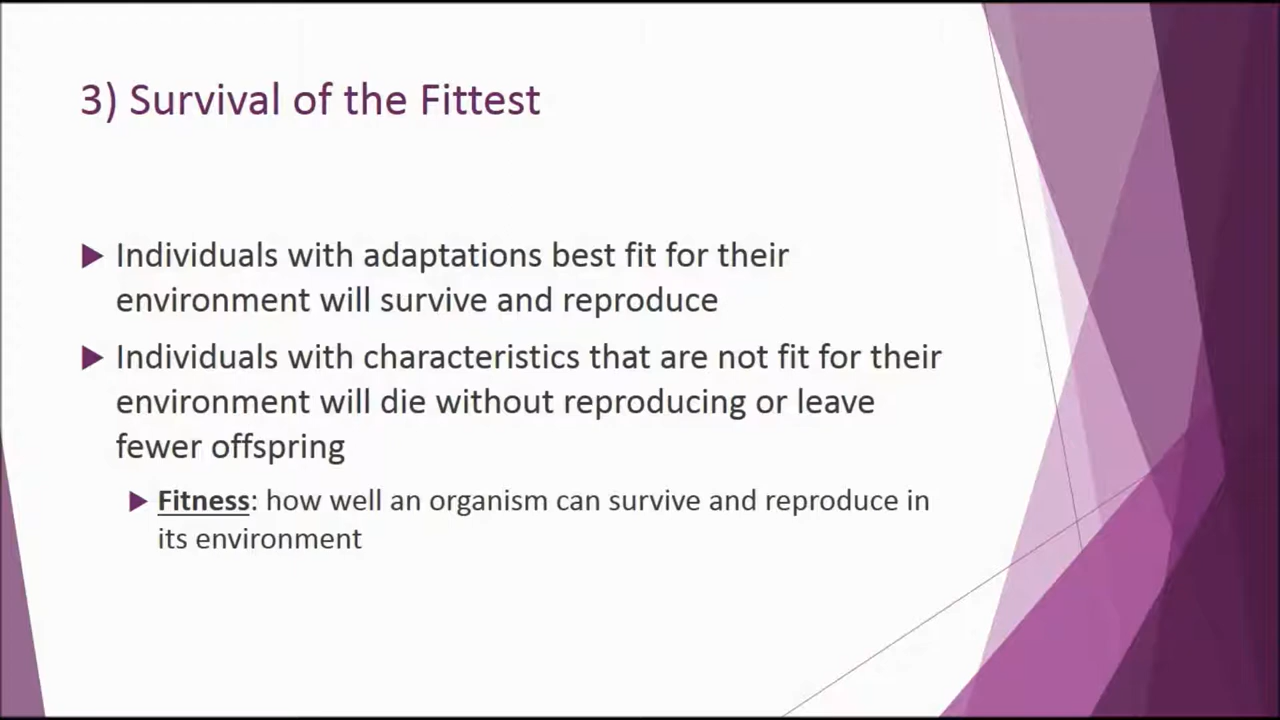 3) Survival of the Fittest
Individuals with adaptations best fit for their
environment will survive and reproduce
Individuals with characteristics that are not fit for their
environment will die without reproducing or leave
fewer offspring
Fitness: how well an organism can survive and reproduce in
its environment